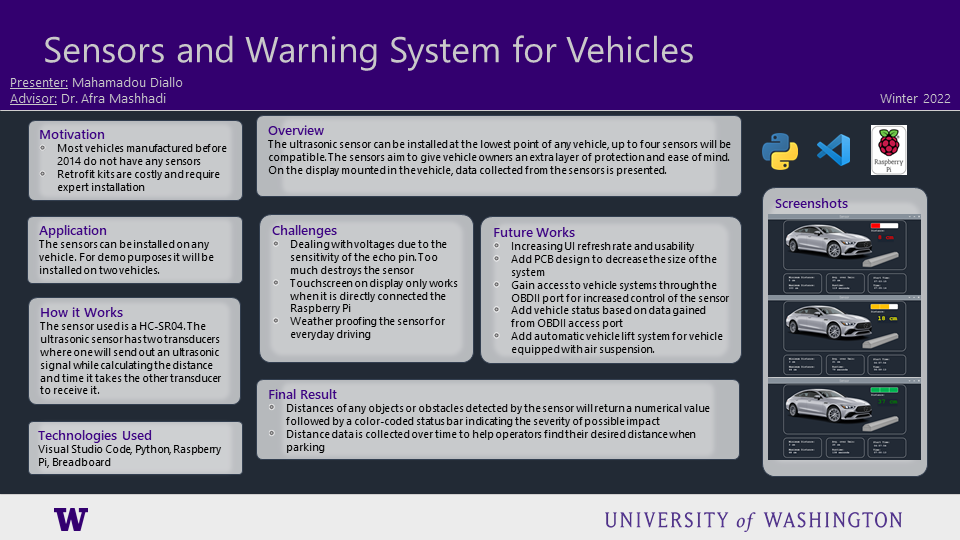 Sensors and Warning System for Vehicles
Presenter: Mahamadou Diallo
Advisor: Dr. Afra Mashhadi
Winter 2022
Motivation
Most vehicles manufactured before
2014 do not have any sensors
Retrofit kits are costly and require
expert installation
Application
The sensors can be installed on any
vehicle. For demo purposes it will be
installed on two vehicles.
How it Works
The sensor used is a HC-SR04. The
ultrasonic sensor has two transducers
where one will send out an ultrasonic
signal while calculating the distance
and time it takes the other transducer
to receive it.
Technologies Used
Visual Studio Code, Python, Raspberry
Pi, Breadboard
Overview
The ultrasonic sensor can be installed at the lowest point of any vehicle, up to four sensors will be
compatible. The sensors aim to give vehicle owners an extra layer of protection and ease of mind.
On the display mounted in the vehicle, data collected from the sensors is presented.
Challenges
Dealing with voltages due to the
sensitivity of the echo pin. Too
much destroys the sensor
Touchscreen on display only works
when it is directly connected the
Raspberry Pi
Weather proofing the sensor for
everyday driving
Future Works
Increasing UI refresh rate and usability
Add PCB design to decrease the size of the
system
Gain access to vehicle systems through the
OBDII port for increased control of the sensor
Add vehicle status based on data gained
from OBDII access port
Add automatic vehicle lift system for vehicle
equipped with air suspension.
Final Result
Distances of any objects or obstacles detected by the sensor will return a numerical value
followed by a color-coded status bar indicating the severity of possible impact
Distance data is collected over time to help operators find their desired distance when
parking
Raspberry
Pi
Screenshots
18 cm
W
UNIVERSITY of WASHINGTON